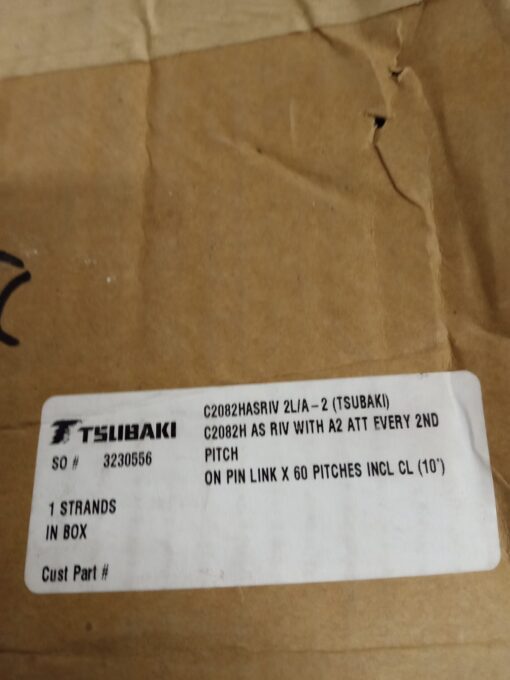 C2082HASRIV 2L/A-2 (TSUBAKI)
TSUBAKI
C2082H AS RIV WITH A2 ATT EVERY 2ND
PITCH
SO # 3230556
ON PIN LINK X 60 PITCHES INCL CL (10')
1 STRANDS
IN BOX
Cust Part #